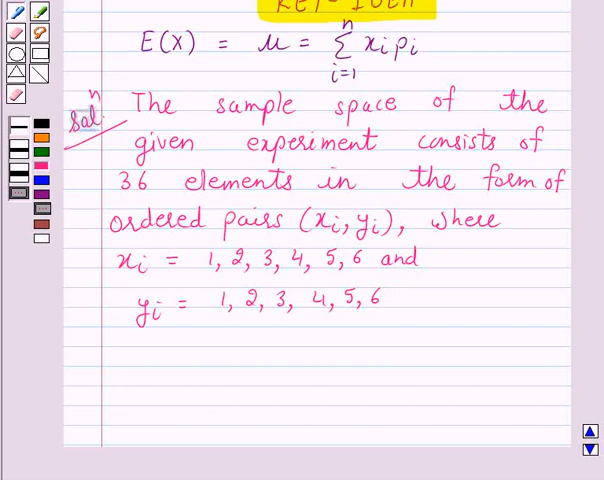 KEY-IDEA
E(X) = μ = n∑i=1 xipi
Solⁿ. The sample space of the
given experiment consists of
36 elements in the form of
ordered pairs (xi, yi), where
xi = 1, 2, 3, 4, 5, 6 and
yi = 1, 2, 3, 4, 5, 6